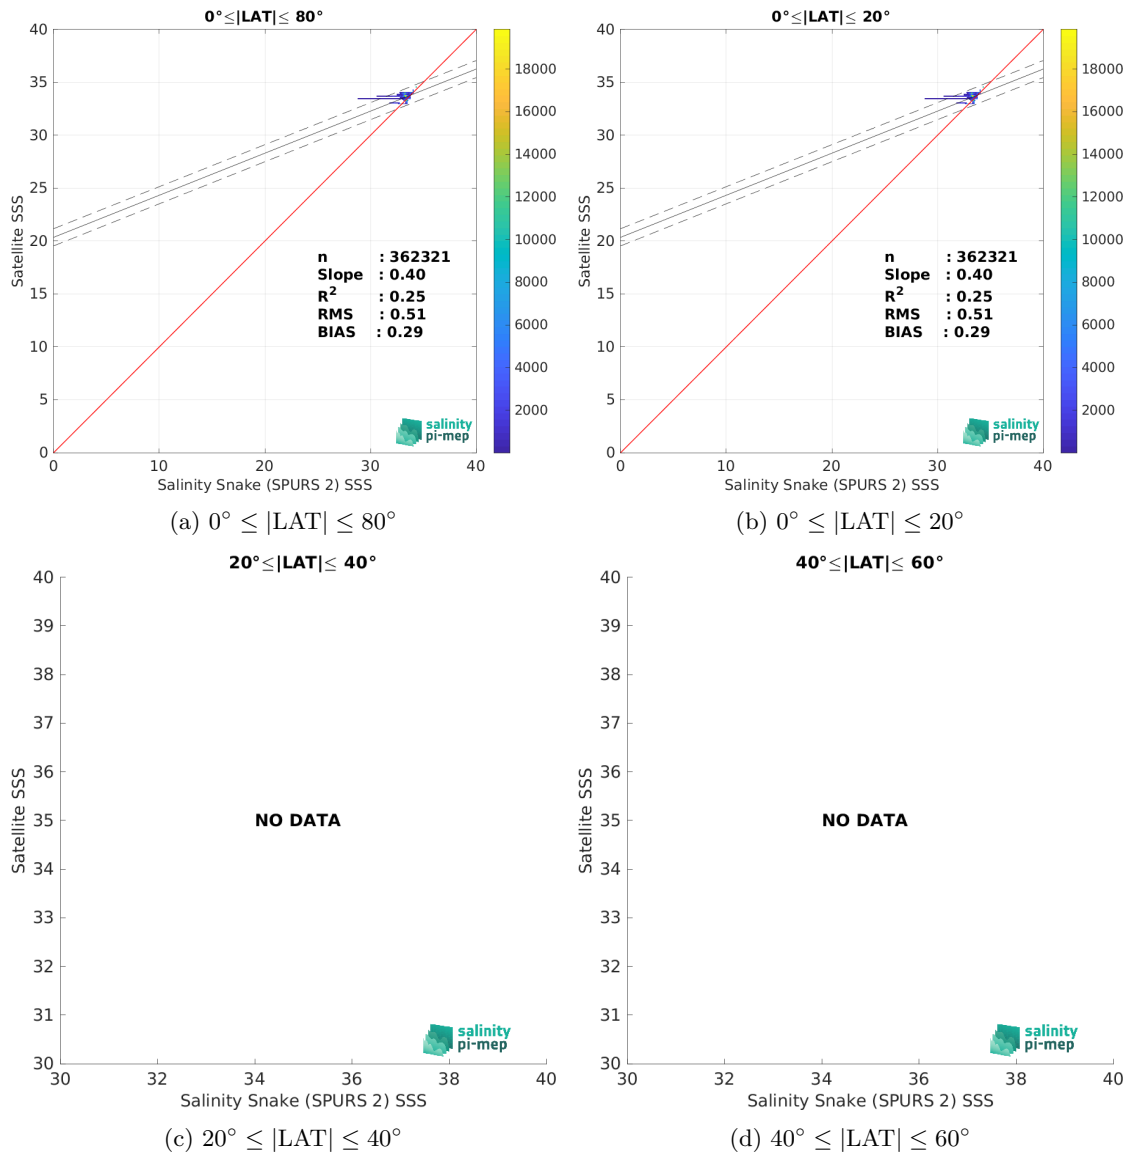 0°≤|LAT|≤ 80°
40
35
30
25
20
15
10
5
0
Satellite SSS
n : 362321
Slope : 0.40
R² : 0.25
RMS : 0.51
BIAS : 0.29
salinity
pi-mep
0 10 20 30 40
Salinity Snake (SPURS 2) SSS
18000
16000
14000
12000
10000
8000
6000
4000
2000
(a) 0° ≤ |LAT| ≤ 80°
0°≤|LAT|≤ 20°
40
35
30
25
20
15
10
5
0
Satellite SSS
n : 362321
Slope : 0.40
R² : 0.25
RMS : 0.51
BIAS : 0.29
salinity
pi-mep
0 10 20 30 40
Salinity Snake (SPURS 2) SSS
18000
16000
14000
12000
10000
8000
6000
4000
2000
(b) 0° ≤ |LAT| ≤ 20°
20°≤|LAT|≤ 40°
40
39
38
37
36
35
34
33
32
31
30
Satellite SSS
NO DATA
salinity
pi-mep
30 32 34 36 38 40
Salinity Snake (SPURS 2) SSS
(c) 20° ≤ |LAT| ≤ 40°
40°≤|LAT|≤ 60°
40
39
38
37
36
35
34
33
32
31
30
Satellite SSS
NO DATA
salinity
pi-mep
30 32 34 36 38 40
Salinity Snake (SPURS 2) SSS
(d) 40° ≤ |LAT| ≤ 60°